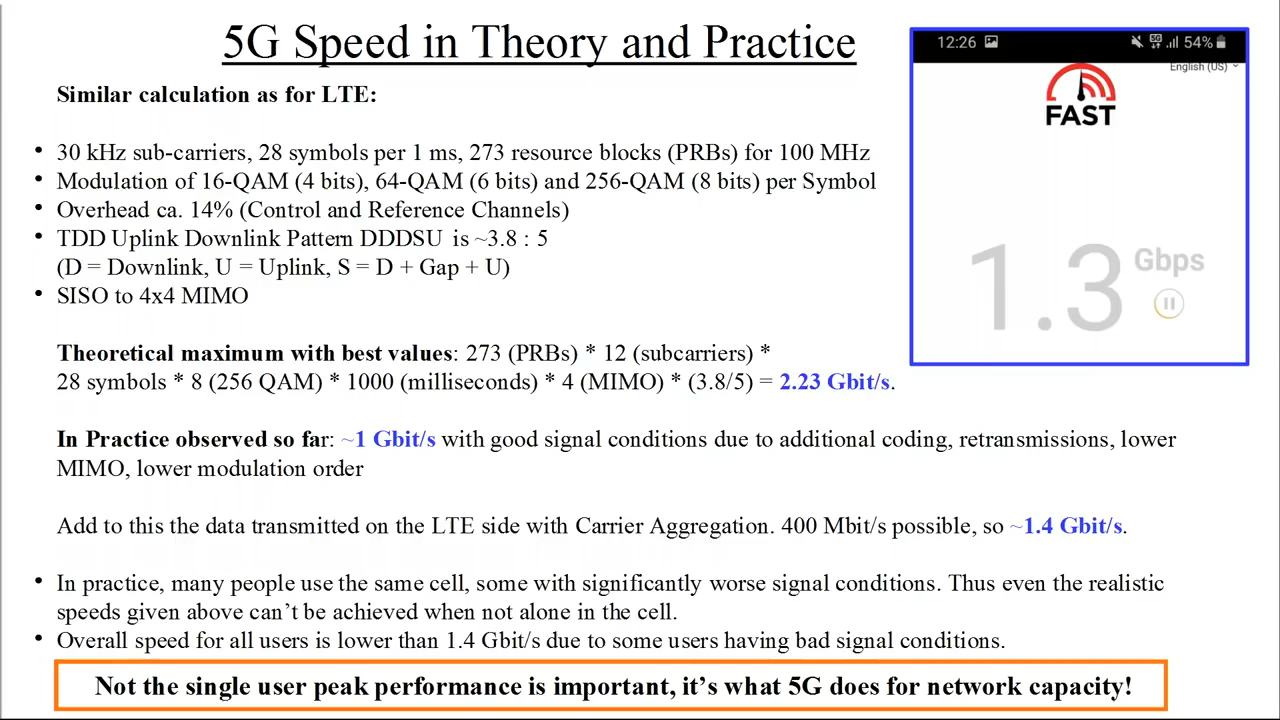 5G Speed in Theory and Practice
12:26
5G
54%
English (US)
FAST
1.3
Gbps
Similar calculation as for LTE:
• 30 kHz sub-carriers, 28 symbols per 1 ms, 273 resource blocks (PRBs) for 100 MHz
• Modulation of 16-QAM (4 bits), 64-QAM (6 bits) and 256-QAM (8 bits) per Symbol
• Overhead ca. 14% (Control and Reference Channels)
• TDD Uplink Downlink Pattern DDDSU is ~3.8 : 5
(D = Downlink, U = Uplink, S = D + Gap + U)
• SISO to 4x4 MIMO
Theoretical maximum with best values: 273 (PRBs) * 12 (subcarriers) *
28 symbols * 8 (256 QAM) * 1000 (milliseconds) * 4 (MIMO) * (3.8/5) = 2.23 Gbit/s.
In Practice observed so far: ~1 Gbit/s with good signal conditions due to additional coding, retransmissions, lower
MIMO, lower modulation order
Add to this the data transmitted on the LTE side with Carrier Aggregation. 400 Mbit/s possible, so ~1.4 Gbit/s.
• In practice, many people use the same cell, some with significantly worse signal conditions. Thus even the realistic
speeds given above can’t be achieved when not alone in the cell.
• Overall speed for all users is lower than 1.4 Gbit/s due to some users having bad signal conditions.
Not the single user peak performance is important, it’s what 5G does for network capacity!